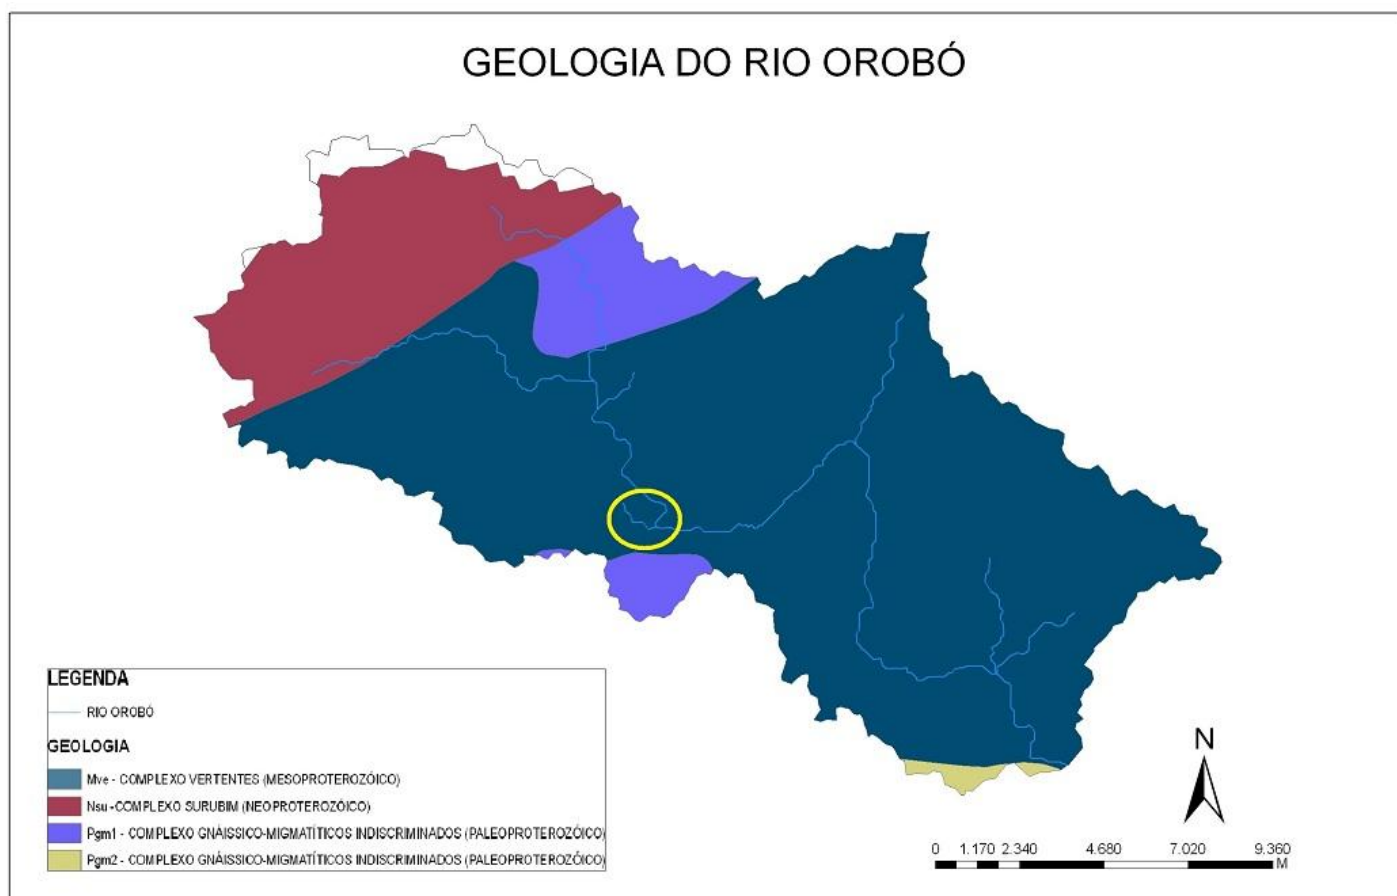 GEOLOGIA DO RIO OROBÓ
LEGENDA
RIO OROBÓ
GEOLOGIA
Mve - COMPLEXO VERTENTES (MESOPROTEROZÓICO)
Nsu -COMPLEXO SURUBIM (NEOPROTEROZÓICO)
Pgm1 - COMPLEXO GNÁISSICO-MIGMATÍTICOS INDISCRIMINADOS (PALEOPROTEROZÓICO)
Pgm2 - COMPLEXO GNÁISSICO-MIGMATÍTICOS INDISCRIMINADOS (PALEOPROTEROZÓICO)
N
0 1.170 2.340 4.680 7.020 9.360
M